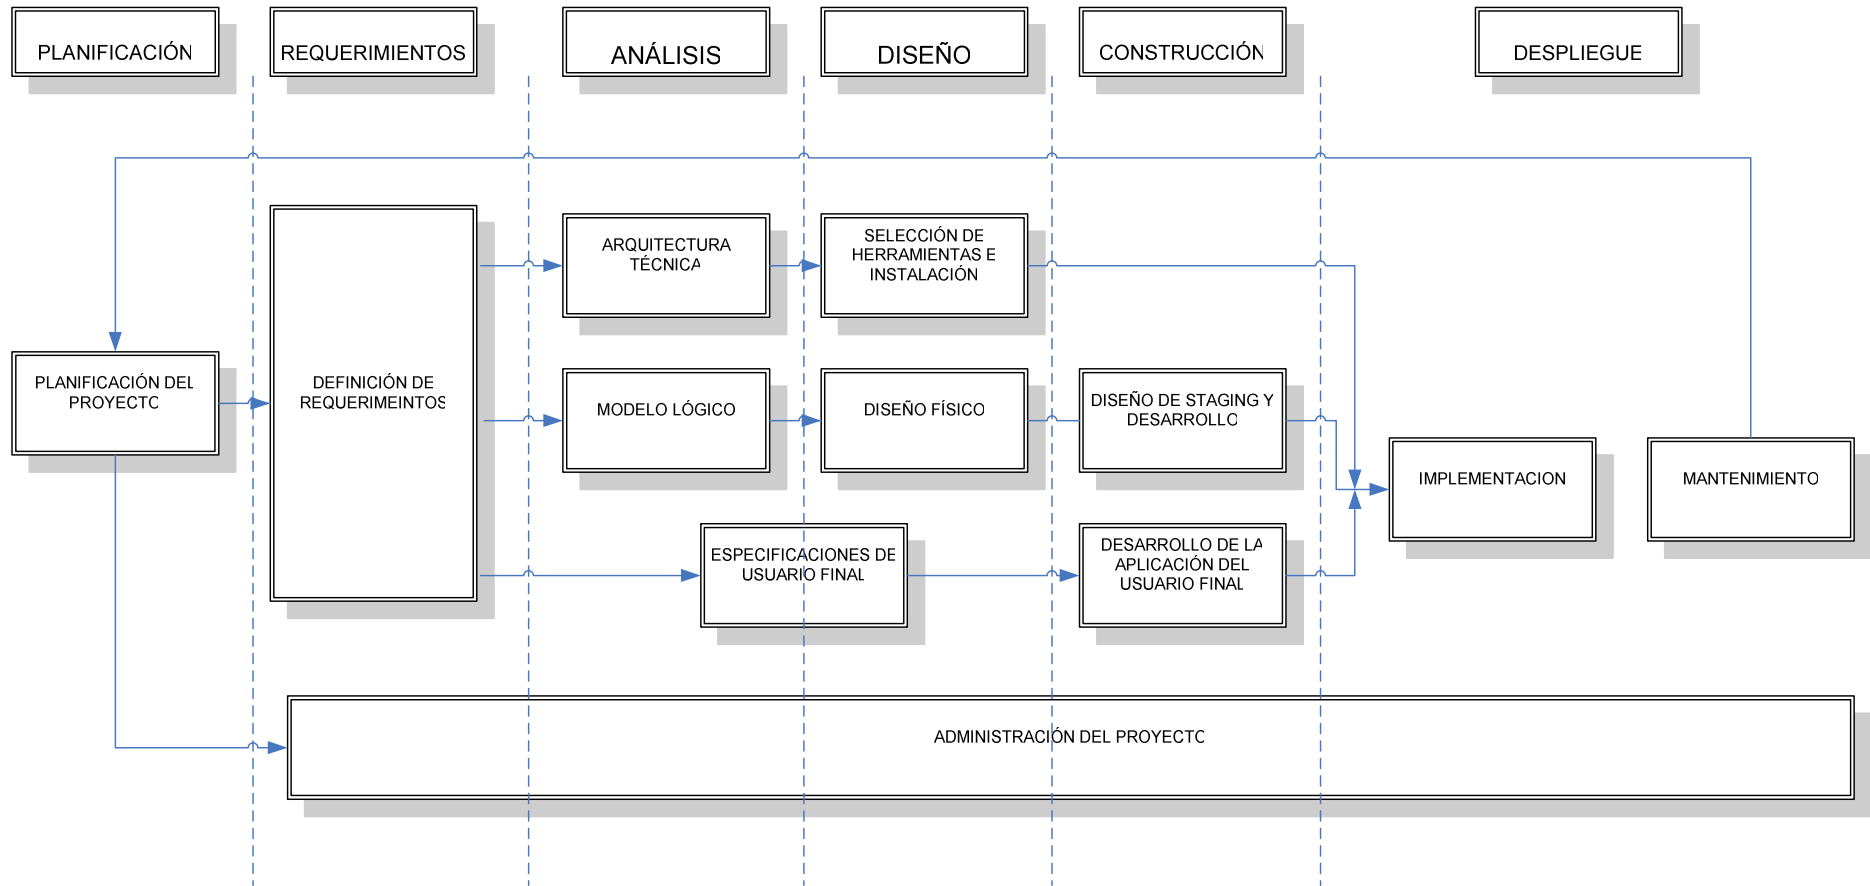 PLANIFICACIÓN
REQUERIMIENTOS
ANÁLISIS
DISEÑO
CONSTRUCCIÓN
DESPLIEGUE
PLANIFICACIÓN DEL
PROYECTO
DEFINICIÓN DE
REQUERIMEINTOS
ARQUITECTURA
TÉCNICA
SELECCIÓN DE
HERRAMIENTAS E
INSTALACIÓN
MODELO LÓGICO
DISEÑO FÍSICO
DISEÑO DE STAGING Y
DESARROLLO
ESPECIFICACIONES DE
USUARIO FINAL
DESARROLLO DE LA
APLICACIÓN DEL
USUARIO FINAL
IMPLEMENTACION
MANTENIMIENTO
ADMINISTRACIÓN DEL PROYECTO